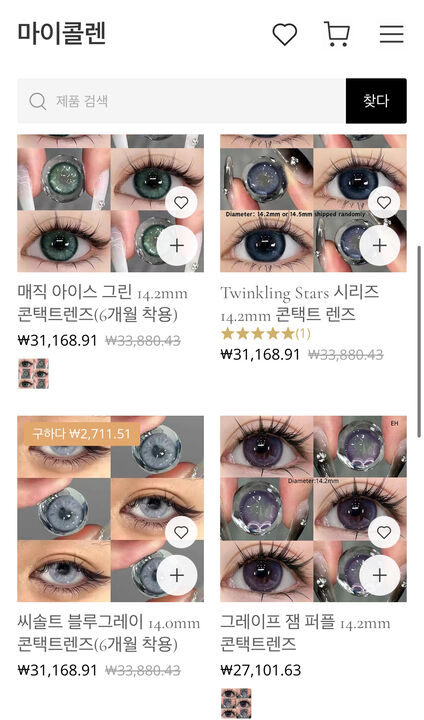 마이콜렌
제품 검색
찾다
Diameter: 14.2mm or 14.5mm shipped randomly
매직 아이스 그린 14.2mm
콘택트렌즈(6개월 착용)
₩31,168.91 ₩33,880.43
Twinkling Stars 시리즈
14.2mm 콘택트 렌즈
(1)
₩31,168.91 ₩33,880.43
구하다 ₩2,711.51
씨솔트 블루그레이 14.0mm
콘택트렌즈(6개월 착용)
₩31,168.91 ₩33,880.43
EH
Diameter:14.2mm
그레이프 잼 퍼플 14.2mm
콘택트렌즈
₩27,101.63